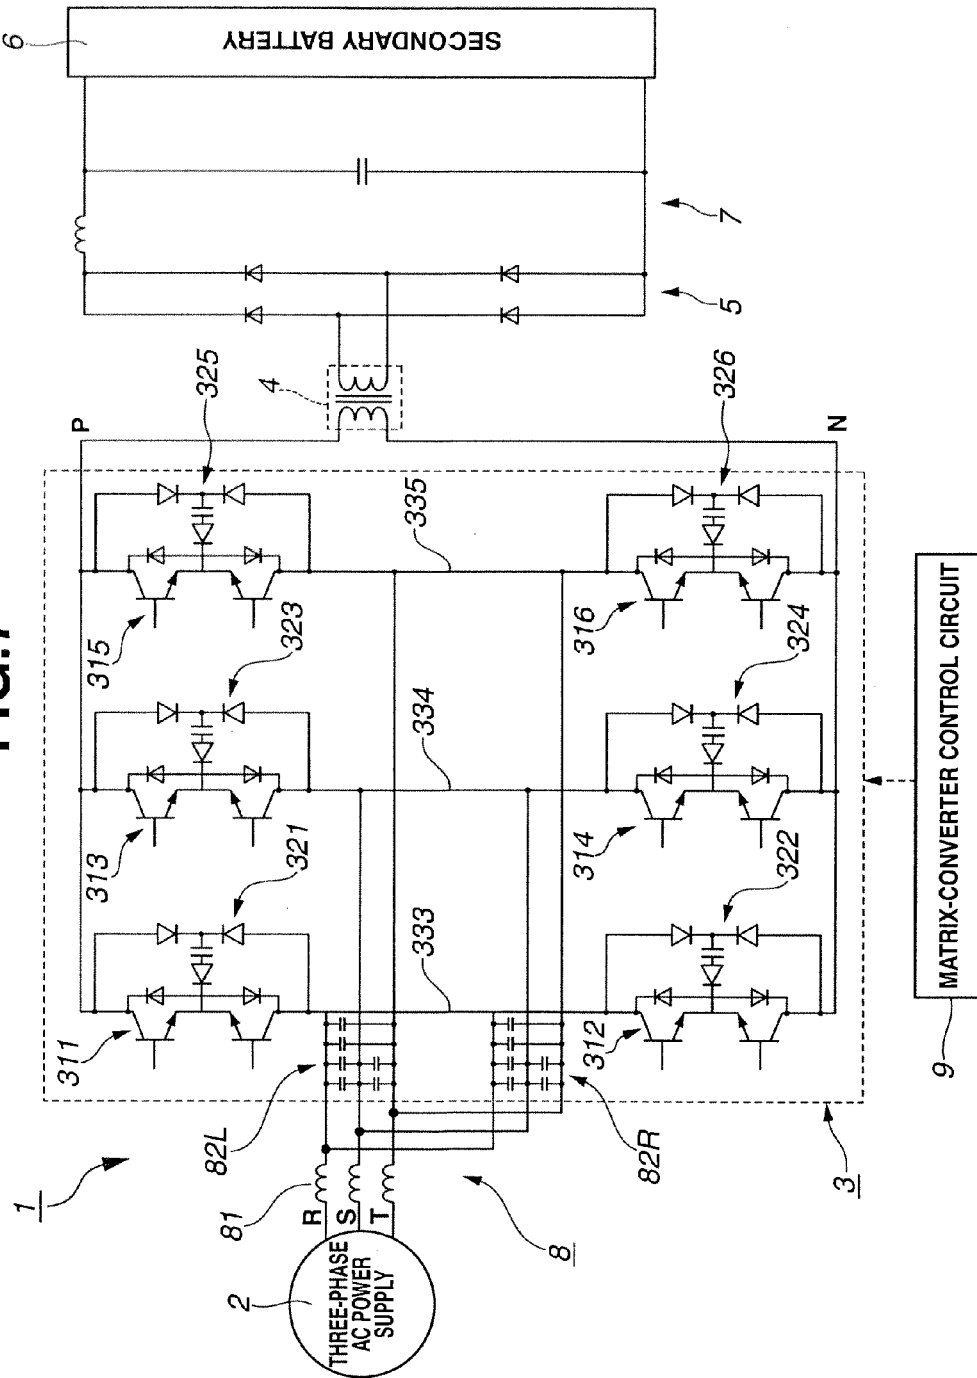 FIG.7
1
2
THREE-PHASE
AC POWER
SUPPLY
R
S
T
81
8
82L
82R
3
311
321
313
323
315
325
P
4
333
334
335
312
322
314
324
316
326
N
5
7
6
SECONDARY BATTERY
9
MATRIX-CONVERTER CONTROL CIRCUIT